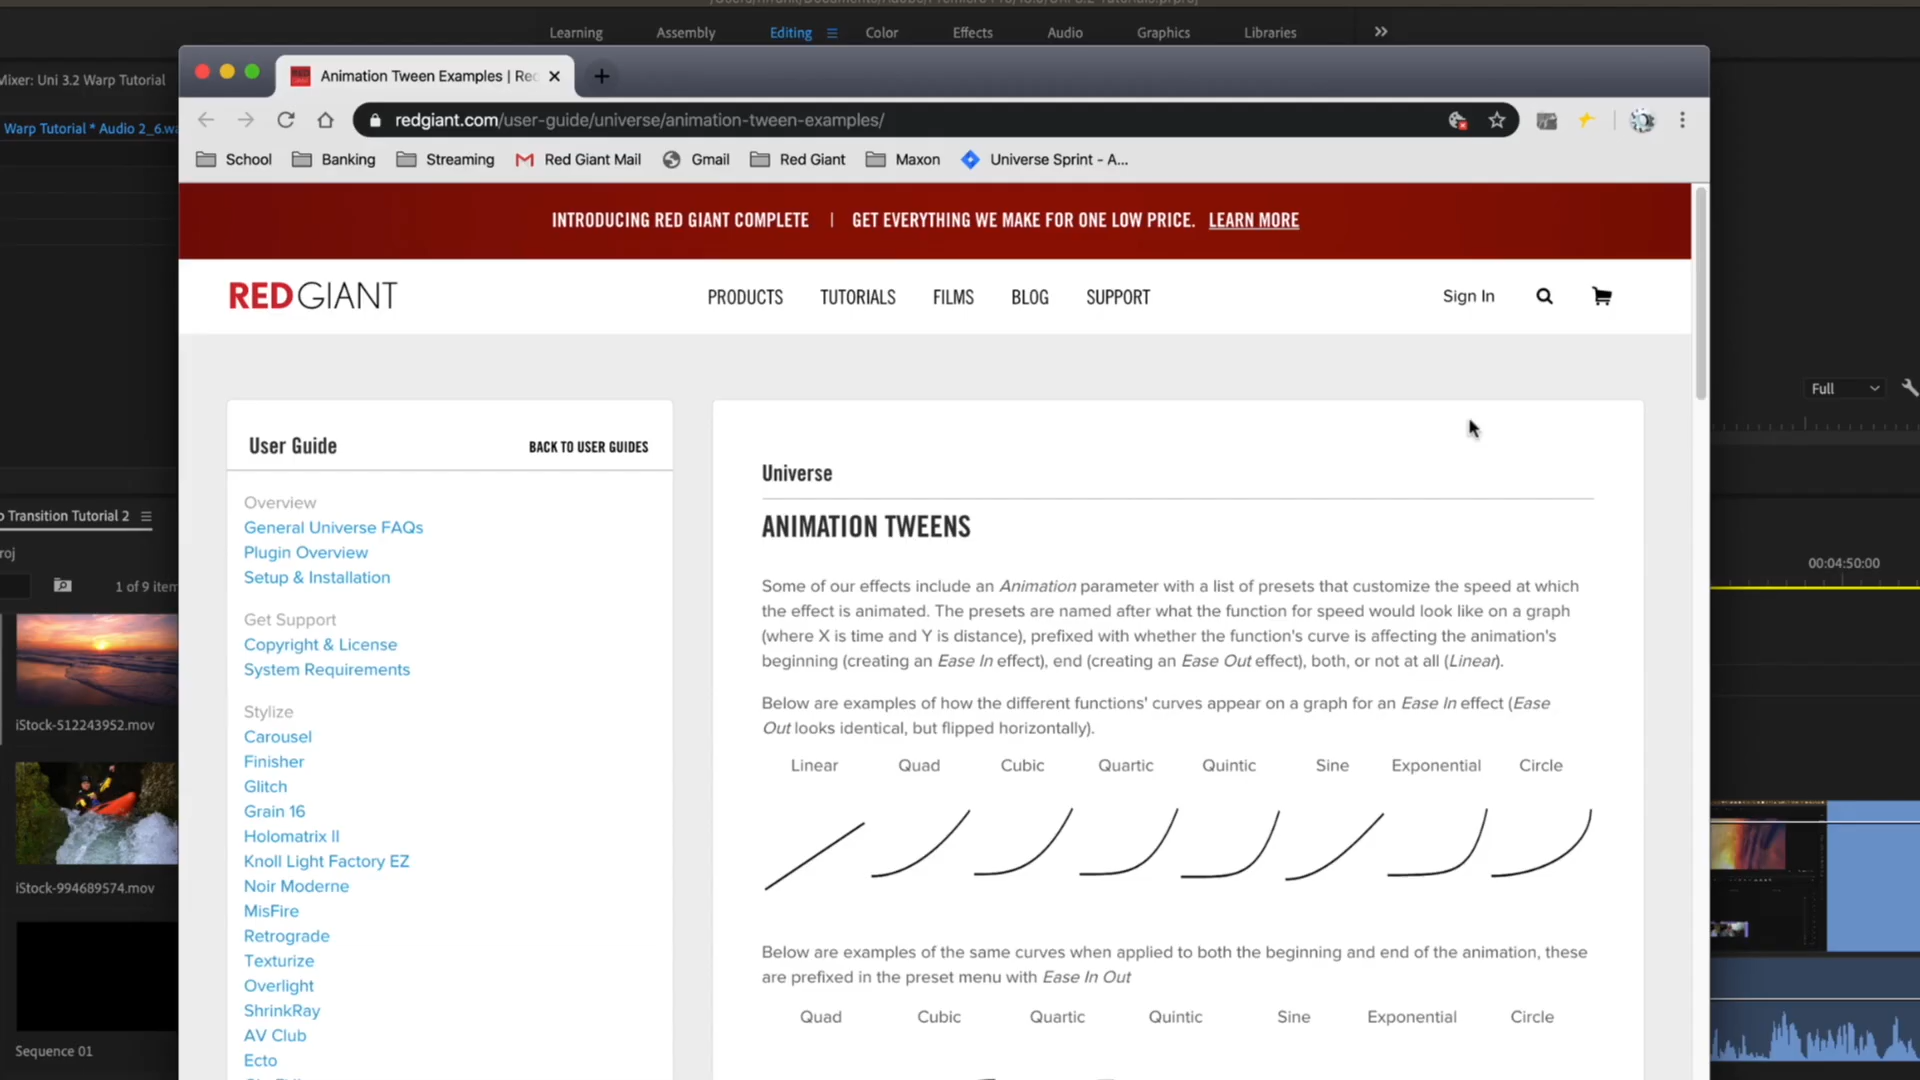 Learning Assembly Editing Color Effects Audio Graphics Libraries
Mixer: Uni 3.2 Warp Tutorial
Animation Tween Examples | Red
Warp Tutorial * Audio 2_6.wa
redgiant.com/user-guide/universe/animation-tween-examples/
School Banking Streaming Red Giant Mail Gmail Red Giant Maxon Universe Sprint - A...
INTRODUCING RED GIANT COMPLETE | GET EVERYTHING WE MAKE FOR ONE LOW PRICE. LEARN MORE
REDGIANT PRODUCTS TUTORIALS FILMS BLOG SUPPORT Sign In
Full
User Guide BACK TO USER GUIDES
Overview
General Universe FAQs
Plugin Overview
Setup & Installation
Get Support
Copyright & License
System Requirements
Stylize
Carousel
Finisher
Glitch
Grain 16
Holomatrix II
Knoll Light Factory EZ
Noir Moderne
MisFire
Retrograde
Texturize
Overlight
ShrinkRay
AV Club
Ecto
Universe
ANIMATION TWEENS
Some of our effects include an Animation parameter with a list of presets that customize the speed at which
the effect is animated. The presets are named after what the function for speed would look like on a graph
(where X is time and Y is distance), prefixed with whether the function's curve is affecting the animation's
beginning (creating an Ease In effect), end (creating an Ease Out effect), both, or not at all (Linear).
Below are examples of how the different functions' curves appear on a graph for an Ease In effect (Ease
Out looks identical, but flipped horizontally).
Linear Quad Cubic Quartic Quintic Sine Exponential Circle
Below are examples of the same curves when applied to both the beginning and end of the animation, these
are prefixed in the preset menu with Ease In Out
Quad Cubic Quartic Quintic Sine Exponential Circle
Transition Tutorial 2
roj
1 of 9 item
iStock-512243952.mov
iStock-994689574.mov
Sequence 01
00:04:50:00